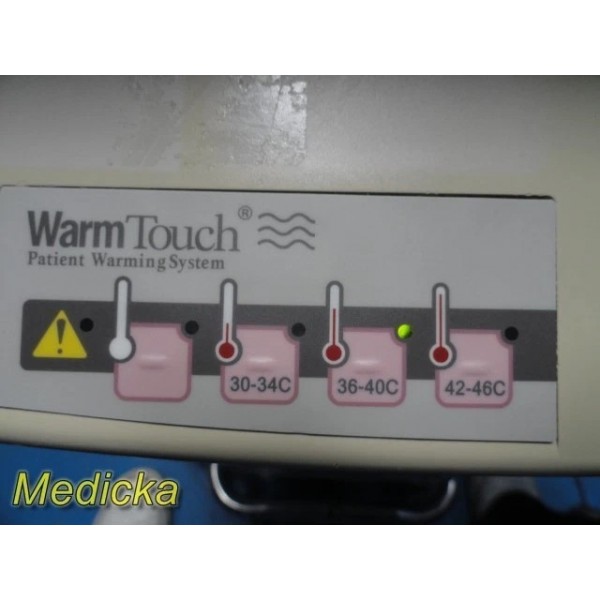 WarmTouch®
Patient Warming System
30-34C 36-40C 42-46C
Medicka